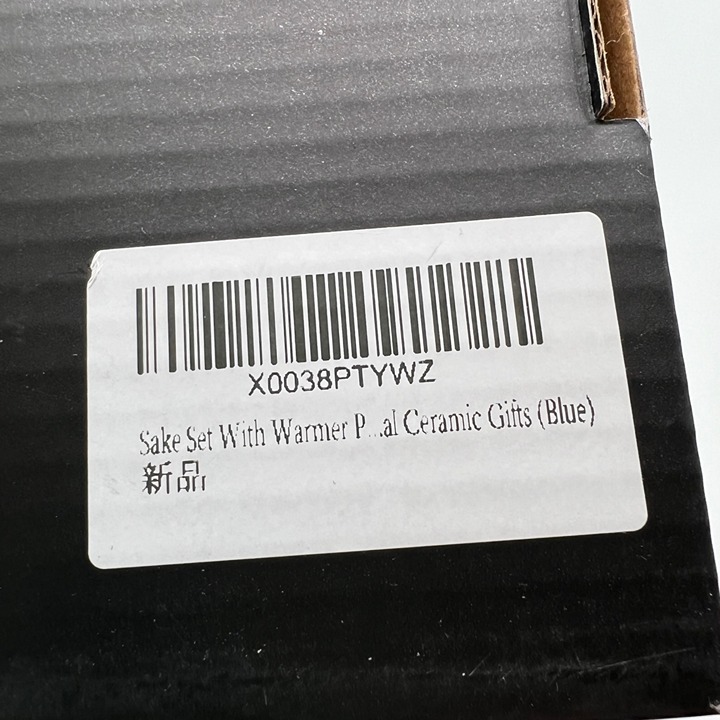 X0038PTYWZ
Sake Set With Warmer P...al Ceramic Gifts (Blue)
新品